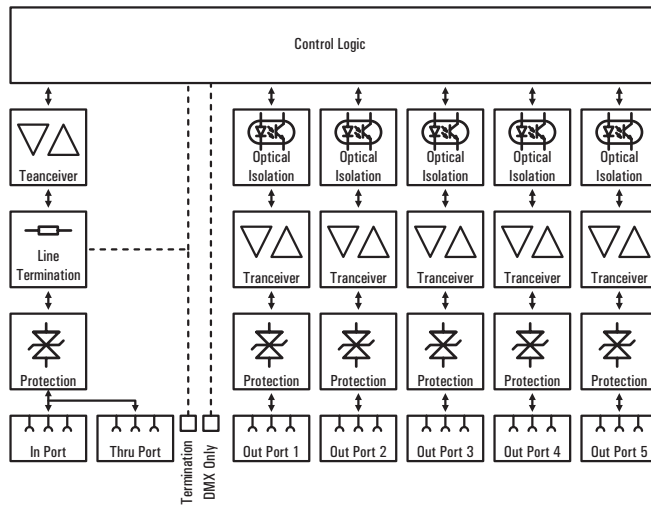 Control Logic
Teanceiver
Optical
Isolation
Optical
Isolation
Optical
Isolation
Optical
Isolation
Optical
Isolation
Line
Termination
Tranceiver
Tranceiver
Tranceiver
Tranceiver
Tranceiver
Protection
Protection
Protection
Protection
Protection
Protection
In Port
Thru Port
Termination
DMX Only
Out Port 1
Out Port 2
Out Port 3
Out Port 4
Out Port 5